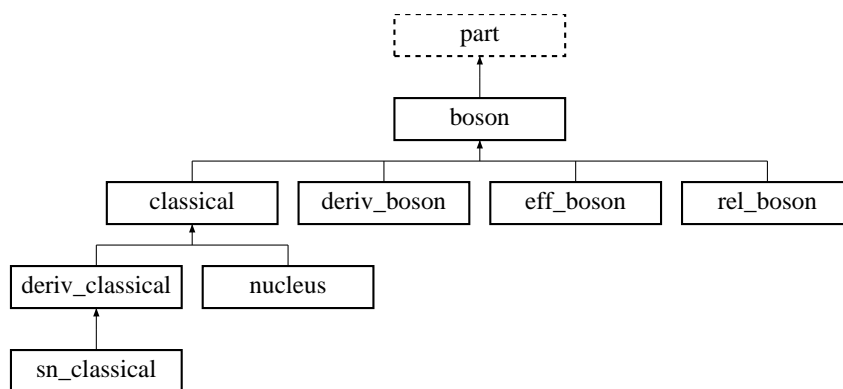 part
boson
classical
deriv_boson
eff_boson
rel_boson
deriv_classical
nucleus
sn_classical